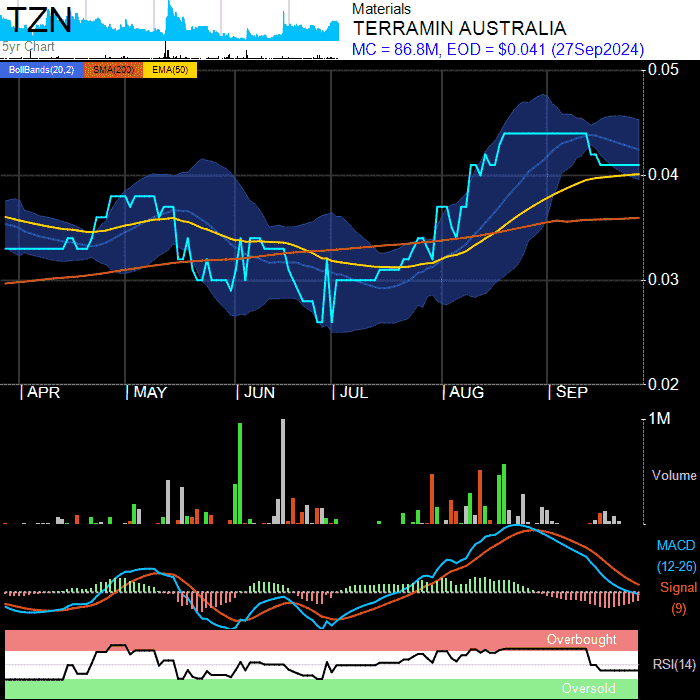 TZN
5yr Chart
Materials
TERRAMIN AUSTRALIA
MC = 86.8M, EOD = $0.041 (27Sep2024)
BollBands(20,2) SMA(200) EMA(50)
0.05
0.04
0.03
0.02
| APR | MAY | JUN | JUL | AUG | SEP
1M
Volume
MACD
(12-26)
Signal
(9)
Overbought
RSI(14)
Oversold